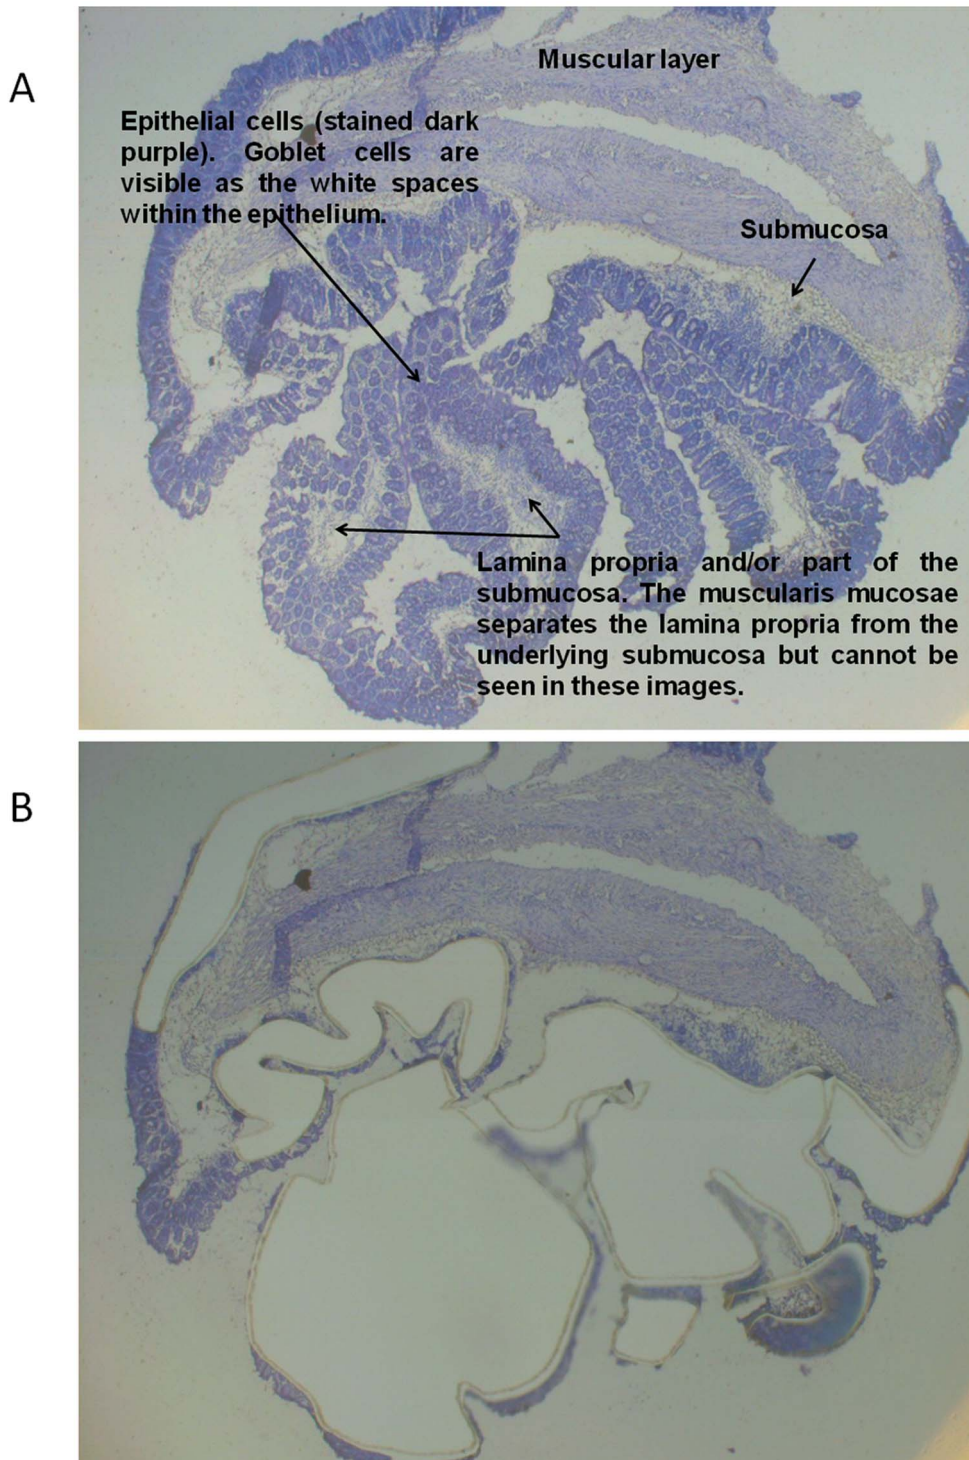 A
Muscular layer
Epithelial cells (stained dark
purple). Goblet cells are
visible as the white spaces
within the epithelium.
Submucosa
Lamina propria and/or part of the
submucosa. The muscularis mucosae
separates the lamina propria from the
underlying submucosa but cannot be
seen in these images.
B